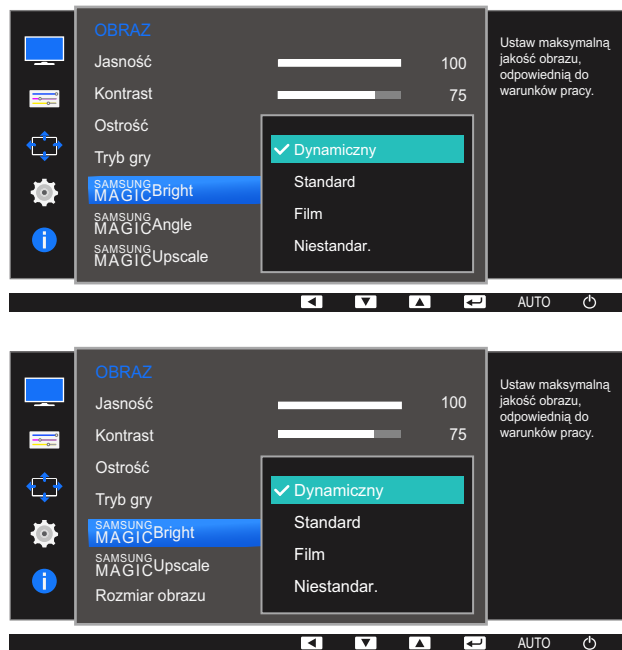 OBRAZ
Jasność 100
Kontrast 75
Ostrość
Tryb gry
SAMSUNG MAGIC Bright
SAMSUNG MAGIC Angle
SAMSUNG MAGIC Upscale
Dynamiczny
Standard
Film
Niestandar.
Ustaw maksymalną
jakość obrazu,
odpowiednią do
warunków pracy.
AUTO
OBRAZ
Jasność 100
Kontrast 75
Ostrość
Tryb gry
SAMSUNG MAGIC Bright
SAMSUNG MAGIC Upscale
Rozmiar obrazu
Dynamiczny
Standard
Film
Niestandar.
Ustaw maksymalną
jakość obrazu,
odpowiednią do
warunków pracy.
AUTO